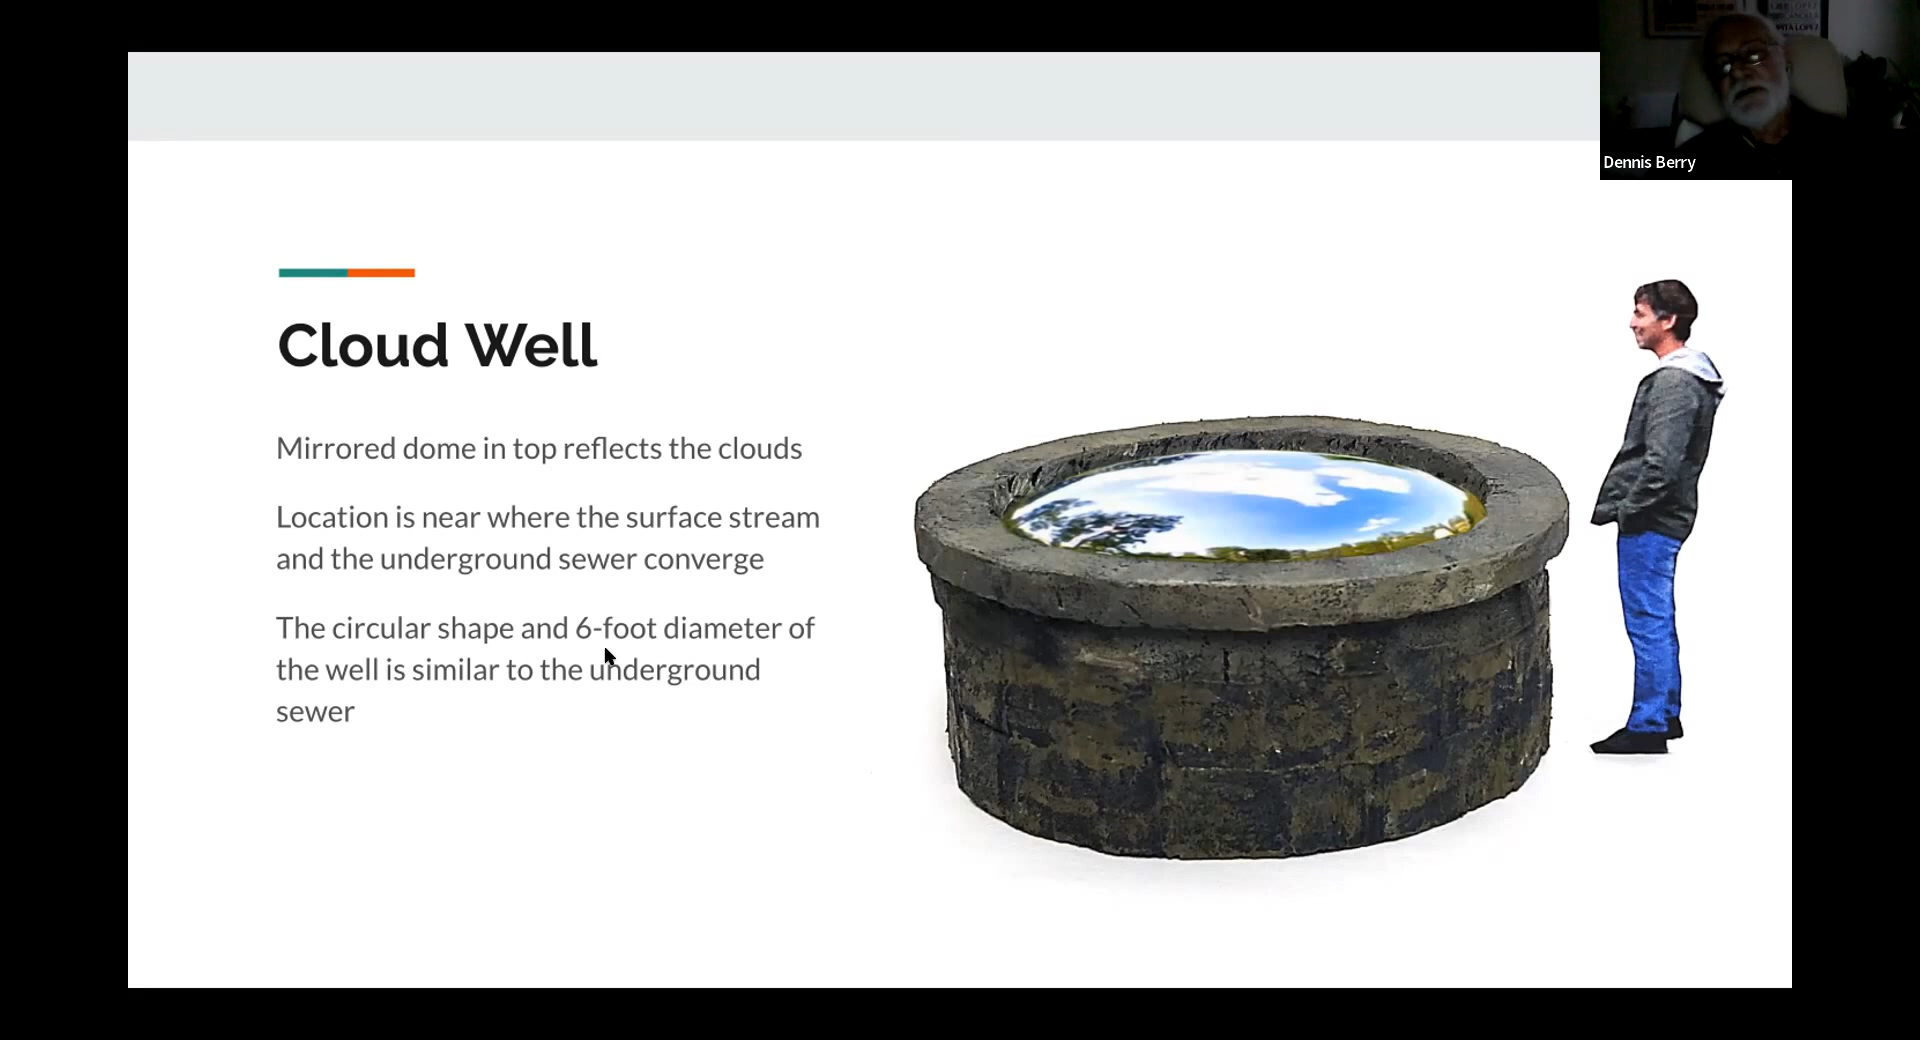 Dennis Berry
Cloud Well
Mirrored dome in top reflects the clouds
Location is near where the surface stream
and the underground sewer converge
The circular shape and 6-foot diameter of
the well is similar to the underground
sewer